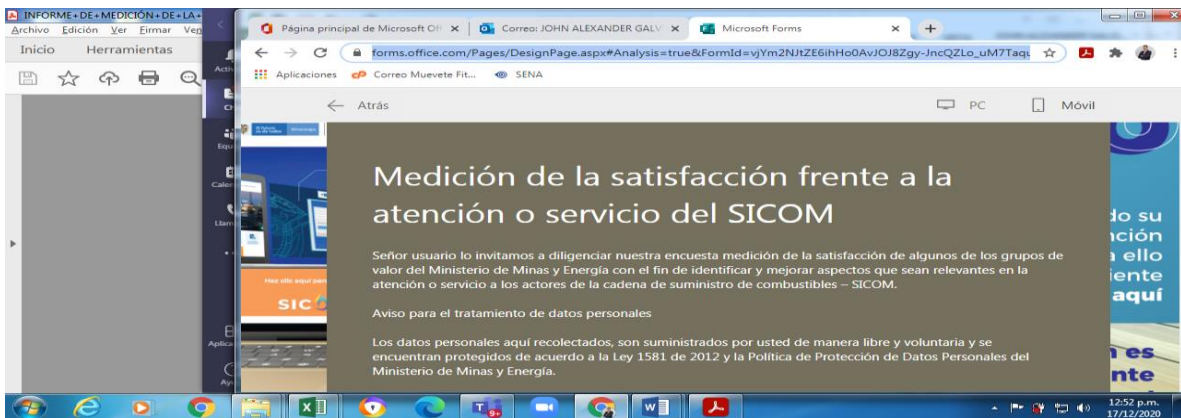 INFORME+DE+MEDICIÓN+DE+LA+
Archivo Edición Ver Firmar
Inicio Herramientas
Página principal de Microsoft Off
Correo: JOHN ALEXANDER GALV
Microsoft Forms
forms.office.com/Pages/DesignPage.aspx#Analysis=true&FormId=vjYm2NJtZE6ihHo0AvJOJ8Zgy-JncQZLo_uM7Taqu
Aplicaciones
Correo Muevete Fit...
SENA
Atrás
PC
Móvil
Medición de la satisfacción frente a la
atención o servicio del SICOM
Señor usuario lo invitamos a diligenciar nuestra encuesta medición de la satisfacción de algunos de los grupos de
valor del Ministerio de Minas y Energía con el fin de identificar y mejorar aspectos que sean relevantes en la
atención o servicio a los actores de la cadena de suministro de combustibles – SICOM.
Aviso para el tratamiento de datos personales
Los datos personales aquí recolectados, son suministrados por usted de manera libre y voluntaria y se
encuentran protegidos de acuerdo a la Ley 1581 de 2012 y la Política de Protección de Datos Personales del
Ministerio de Minas y Energía.
Haz clic aquí
SIC
do su
nción
a ello
iente
aquí
es
nte
12:52 p.m.
17/12/2020